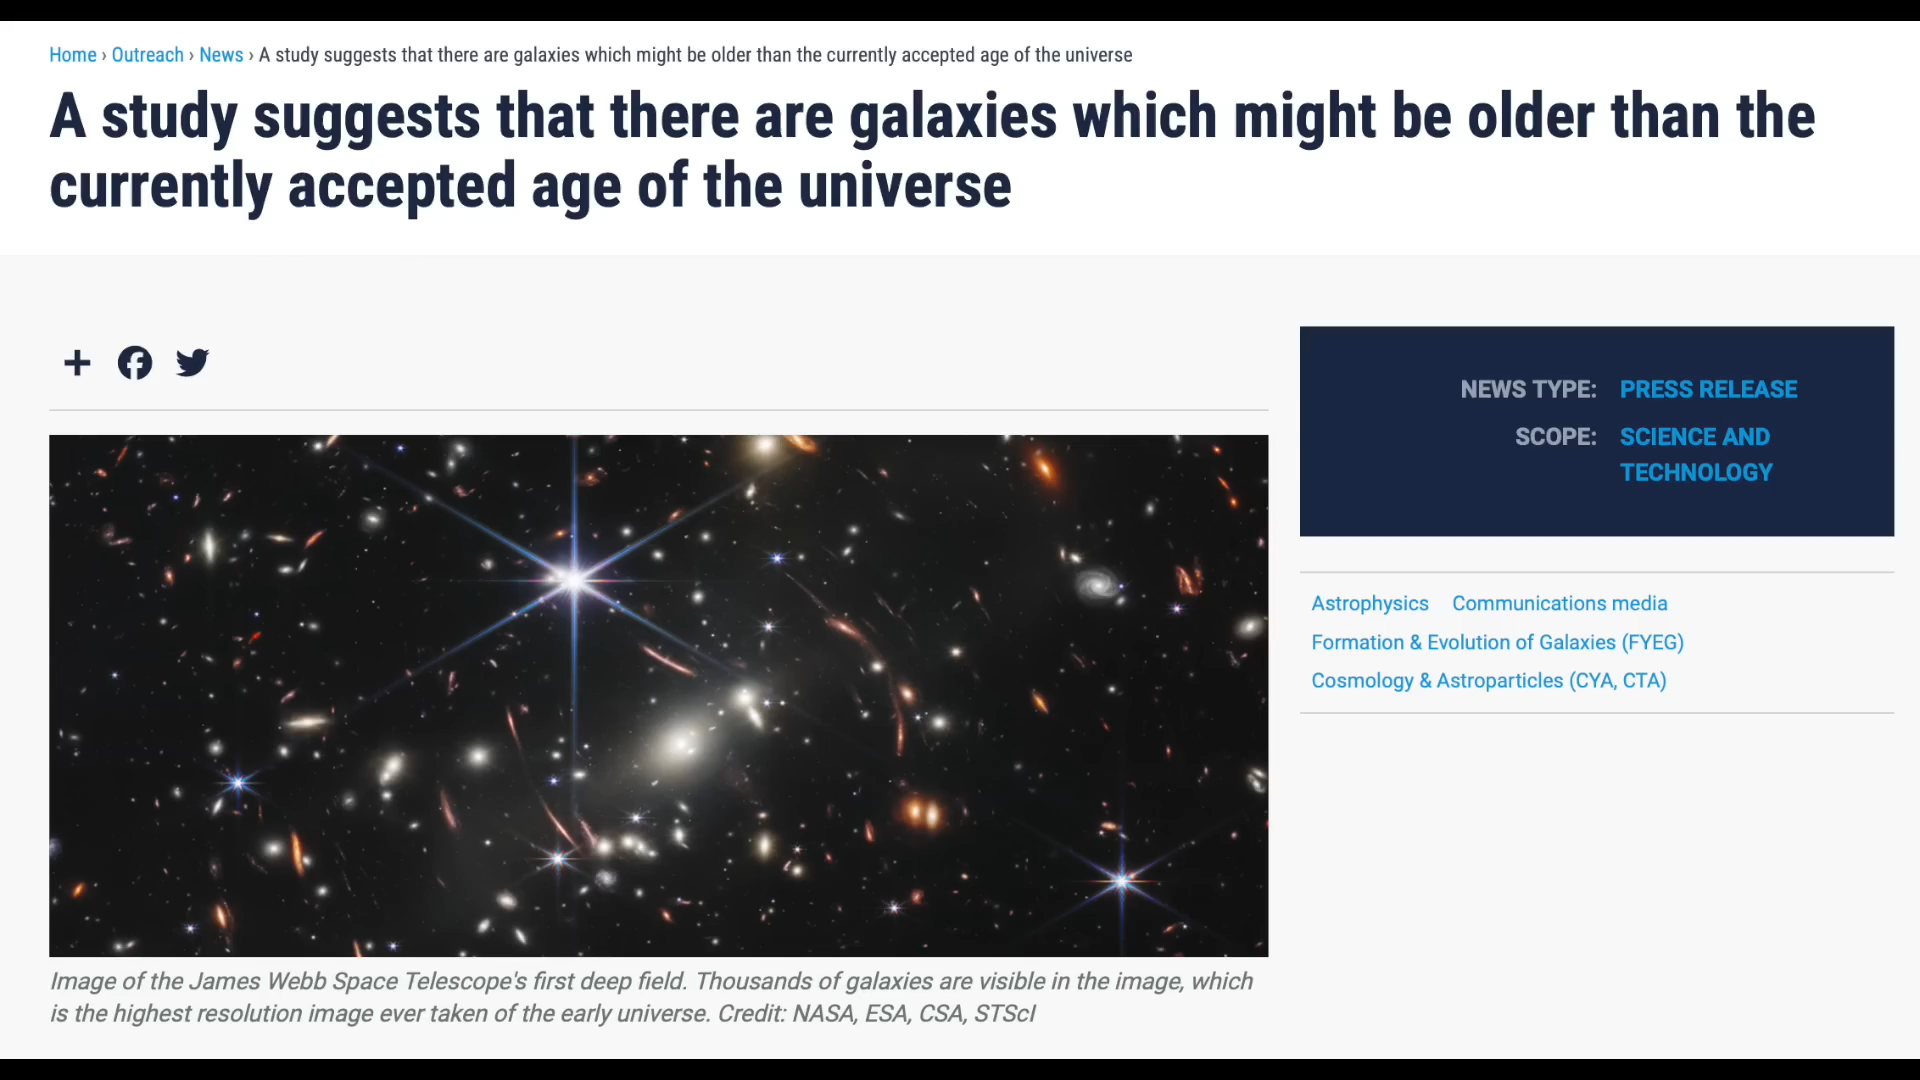 Home › Outreach › News › A study suggests that there are galaxies which might be older than the currently accepted age of the universe
A study suggests that there are galaxies which might be older than the
currently accepted age of the universe
NEWS TYPE: PRESS RELEASE
SCOPE: SCIENCE AND
TECHNOLOGY
Astrophysics Communications media
Formation & Evolution of Galaxies (FYEG)
Cosmology & Astroparticles (CYA, CTA)
Image of the James Webb Space Telescope's first deep field. Thousands of galaxies are visible in the image, which
is the highest resolution image ever taken of the early universe. Credit: NASA, ESA, CSA, STScI